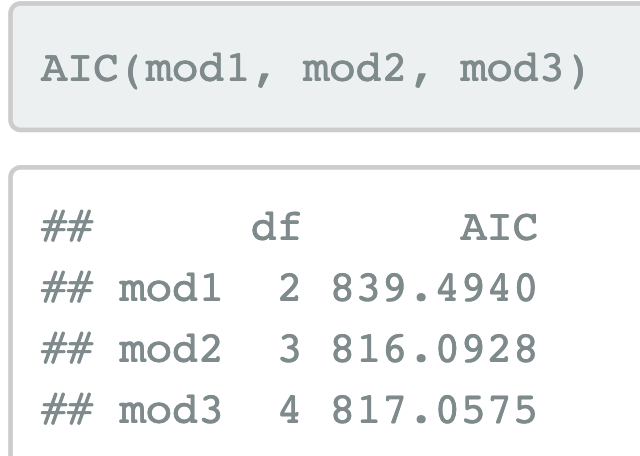 AIC(mod1, mod2, mod3)
## df AIC
## mod1 2 839.4940
## mod2 3 816.0928
## mod3 4 817.0575